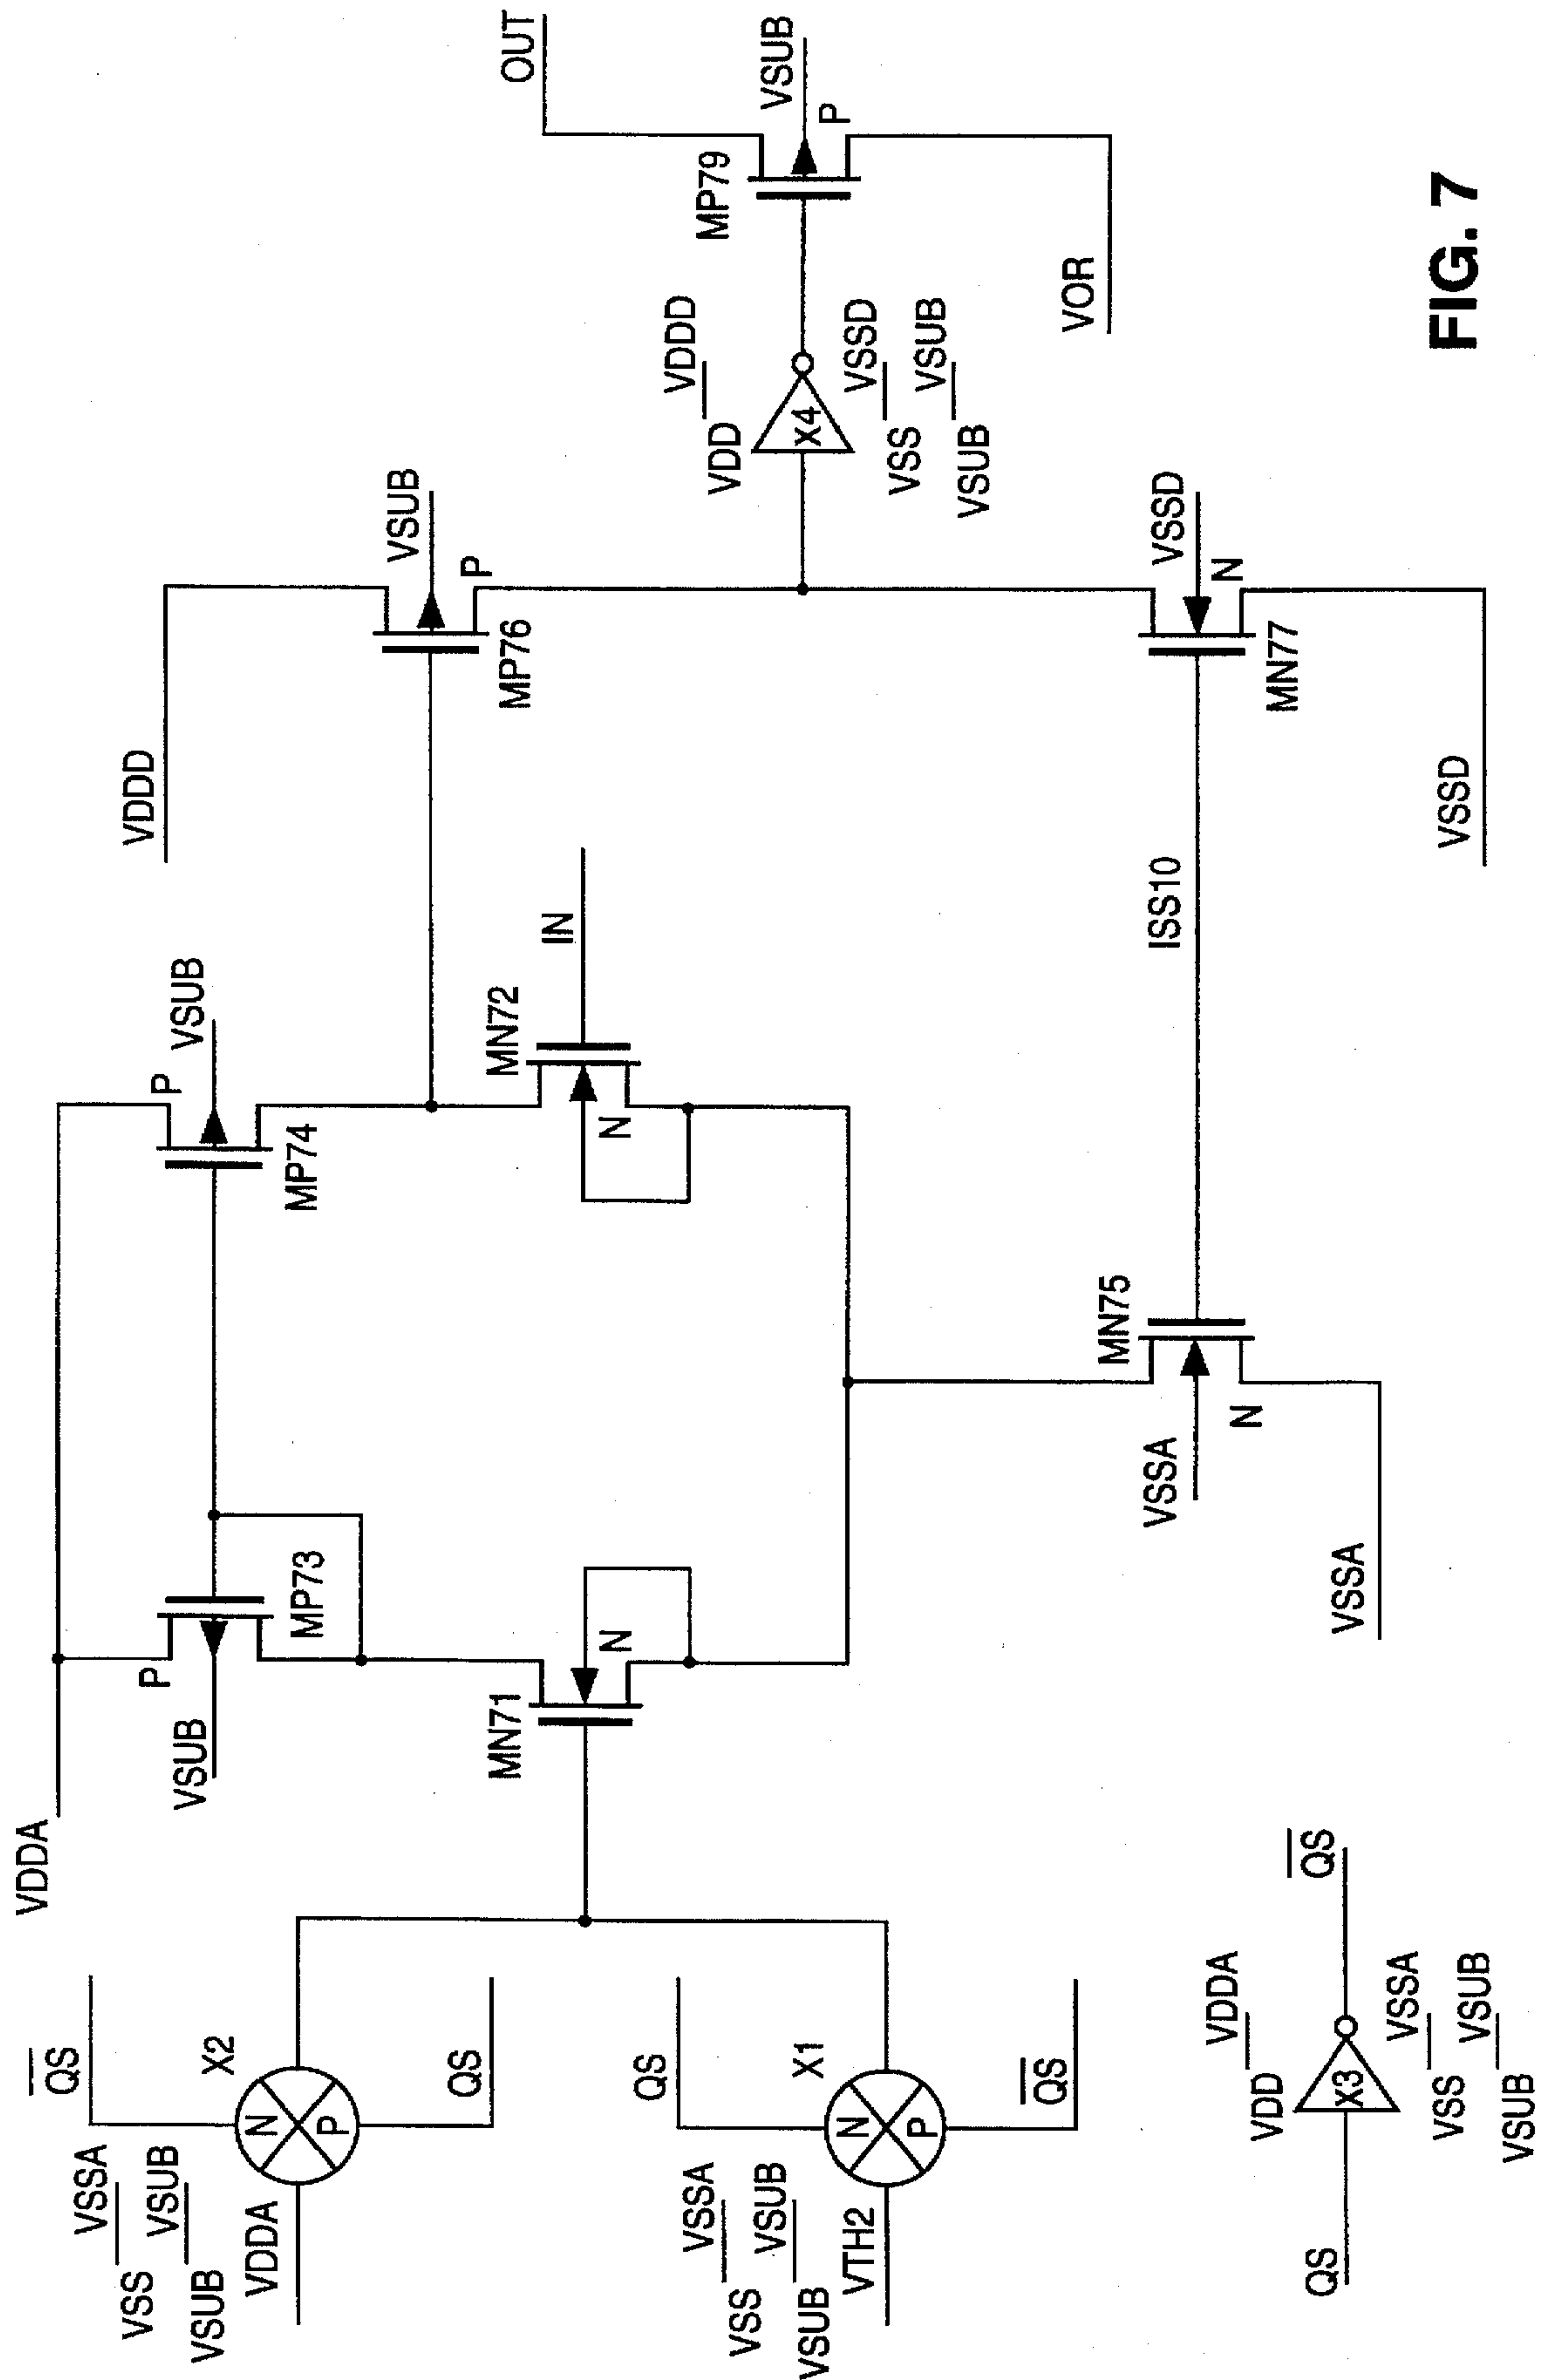 VDDA
QS
X2
N
P
QS
VSS VSSA
VSUB VSUB
VDDA
QS
X1
N
P
QS
VSS VSSA
VSUB VSUB
VTH2
QS
X3
VDD VDDA
VSS VSSA
VSUB VSUB
QS
P
VSUB
MP73
P
VSUB
MP74
MN71
N
MN72
N
IN
MN75
VSSA
N
VSSA
ISS10
VDDD
VSUB
P
MP76
VSSD
N
MN77
VSSD
VDD VDDD
X4
VSS VSSD
VSUB VSUB
OUT
MP79
VSUB
P
VOR
FIG. 7